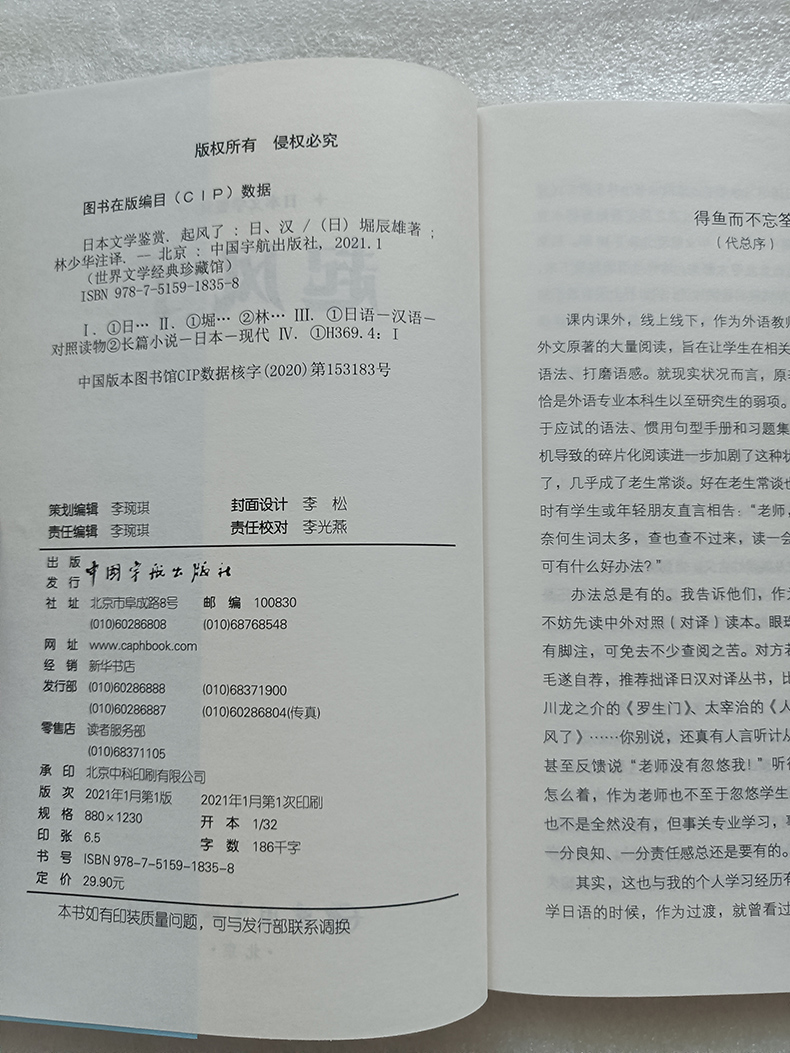 版权所有 侵权必究
图书在版编目（CIP）数据
日本文学鉴赏. 起风了：日、汉 /（日）堀辰雄著；
林少华注译. — 北京：中国宇航出版社，2021.1
（世界文学经典珍藏馆）
ISBN 978-7-5159-1835-8
Ⅰ. ①日… Ⅱ. ①堀… ②林… Ⅲ. ①日语－汉语－
对照读物②长篇小说－日本－现代 Ⅳ. ①H369.4：I
中国版本图书馆CIP数据核字(2020)第153183号
策划编辑 李琬琪 封面设计 李 松
责任编辑 李琬琪 责任校对 李光燕
出 版
发 行 中国宇航出版社
社 址 北京市阜成路8号 邮 编 100830
(010)60286808 (010)68768548
网 址 www.caphbook.com
经 销 新华书店
发行部 (010)60286888 (010)68371900
(010)60286887 (010)60286804(传真)
零售店 读者服务部
(010)68371105
承 印 北京中科印刷有限公司
版 次 2021年1月第1版 2021年1月第1次印刷
规 格 880×1230 开 本 1/32
印 张 6.5 字 数 186千字
书 号 ISBN 978-7-5159-1835-8
定 价 29.90元
本书如有印装质量问题，可与发行部联系调换
得鱼而不忘筌
（代总序）
课内课外，线上线下，作为外语教师
外文原著的大量阅读，旨在让学生在相关
语法、打磨语感。就现实状况而言，原
恰是外语专业本科生以至研究生的弱项。
于应试的语法、惯用句型手册和习题集
机导致的碎片化阅读进一步加剧了这种状
了，几乎成了老生常谈。好在老生常谈也
时有学生或年轻朋友直言相告：“老师，
奈何生词太多，查也查不过来，读一会
可有什么好办法？”
办法总是有的。我告诉他们，作为
不妨先读中外对照（对译）读本。眼珠
有脚注，可免去不少查阅之苦。对方若
毛遂自荐，推荐拙译日汉对译丛书，比
川龙之介的《罗生门》、太宰治的《人
风了》……你别说，还真有人言听计从
甚至反馈说“老师没有忽悠我！”听
怎么着，作为老师也不至于忽悠学生
也不是全然没有，但事关专业学习，
一分良知、一分责任感总还是要有的。
其实，这也与我的个人学习经历有
学日语的时候，作为过渡，就曾看过